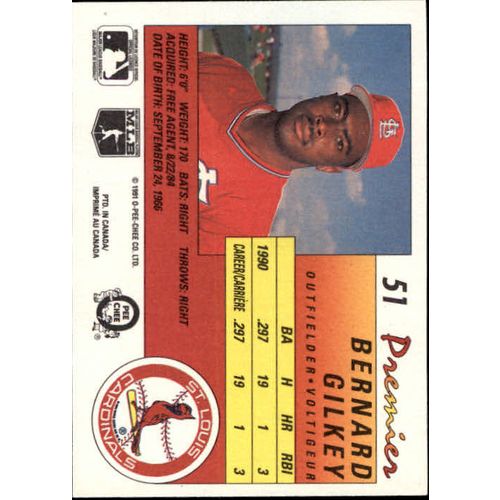 51 Premier
BERNARD
GILKEY
OUTFIELDER • VOLTIGEUR
BA H HR RBI
1990 .297 19 1 3
CAREER/CARRIÈRE .297 19 1 3
HEIGHT: 6'0" WEIGHT: 170 BATS: RIGHT THROWS: RIGHT
ACQUIRED: FREE AGENT, 8/22/84
DATE OF BIRTH: SEPTEMBER 24, 1966
ST. LOUIS
CARDINALS
MLB
© 1991 O-PEE-CHEE CO. LTD.
PTD. IN CANADA/
IMPRIMÉ AU CANADA
O
PEE
CHEE